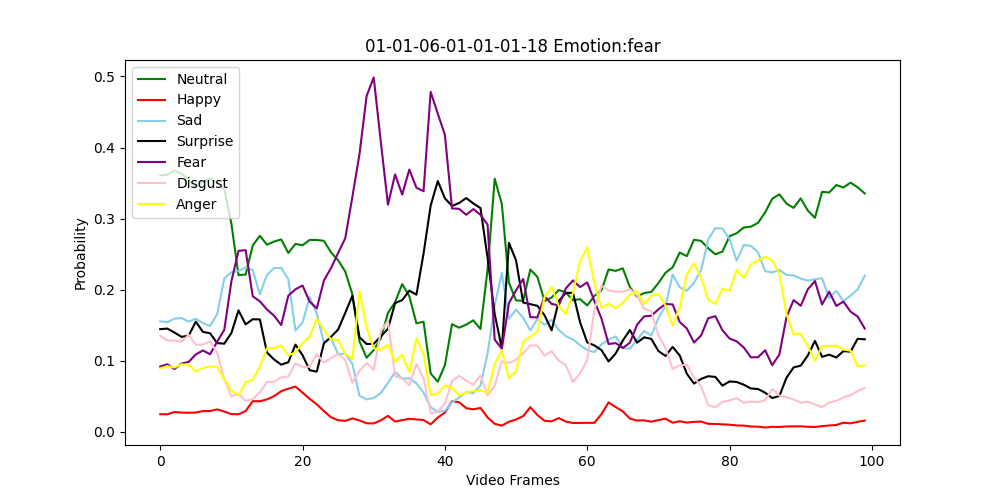 01-01-06-01-01-01-18 Emotion:fear
Neutral
Happy
Sad
Surprise
Fear
Disgust
Anger
Probability
0.5
0.4
0.3
0.2
0.1
0.0
0 20 40 60 80 100
Video Frames